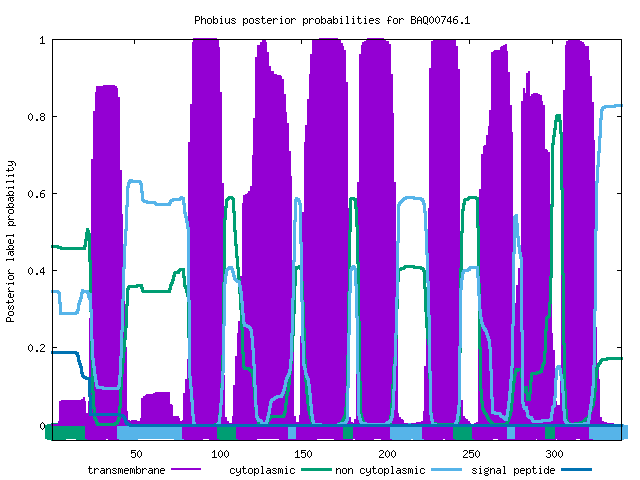 Phobius posterior probabilities for BAQ00746.1
Posterior label probability
1
0.8
0.6
0.4
0.2
0
50 100 150 200 250 300
transmembrane cytoplasmic non cytoplasmic signal peptide